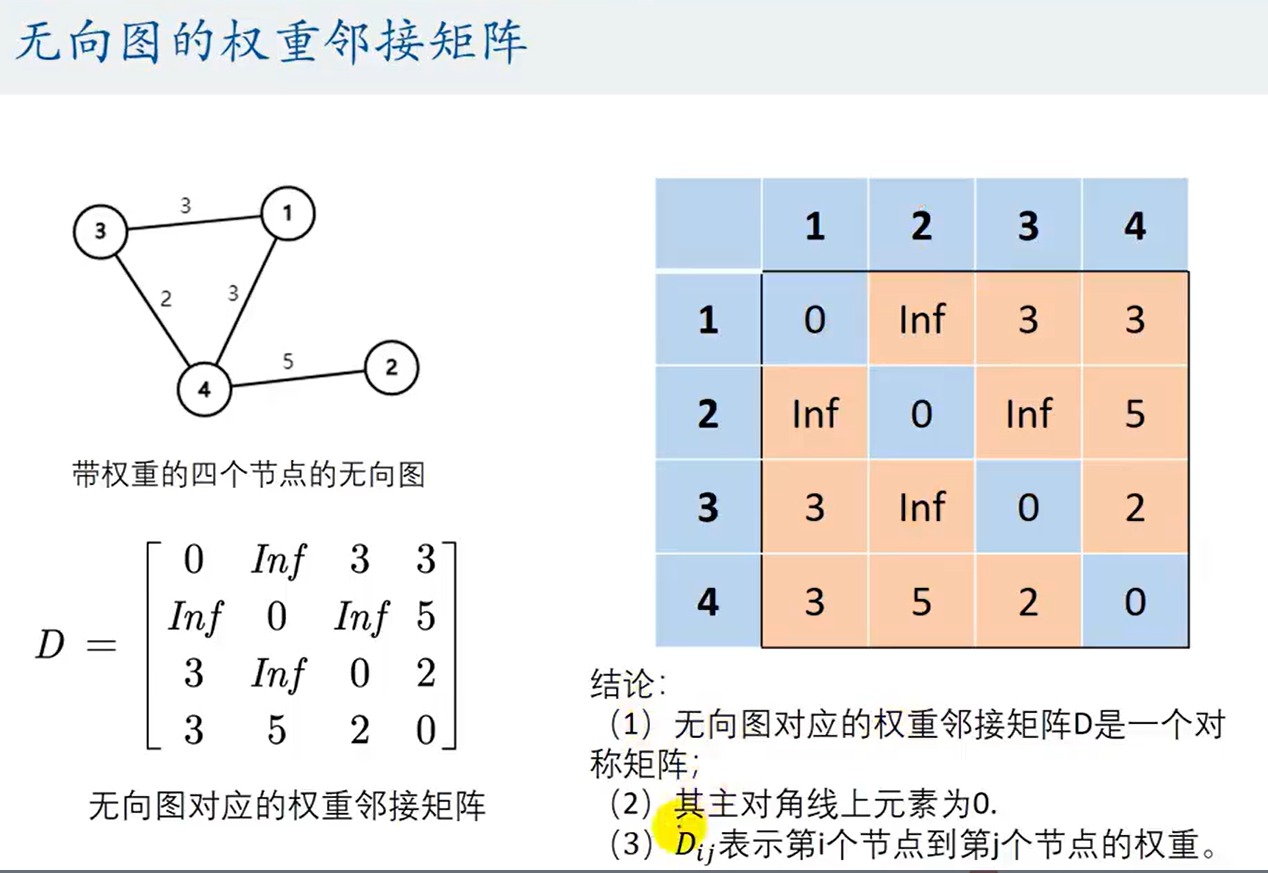 无向图的权重邻接矩阵
3
3
1
2
3
5
4
2
带权重的四个节点的无向图
D =
0 Inf 3 3
Inf 0 Inf 5
3 Inf 0 2
3 5 2 0
无向图对应的权重邻接矩阵
1 2 3 4
1 0 Inf 3 3
2 Inf 0 Inf 5
3 3 Inf 0 2
4 3 5 2 0
结论：
（1）无向图对应的权重邻接矩阵D是一个对
称矩阵；
（2）其主对角线上元素为0.
（3）D_{ij}表示第i个节点到第j个节点的权重。